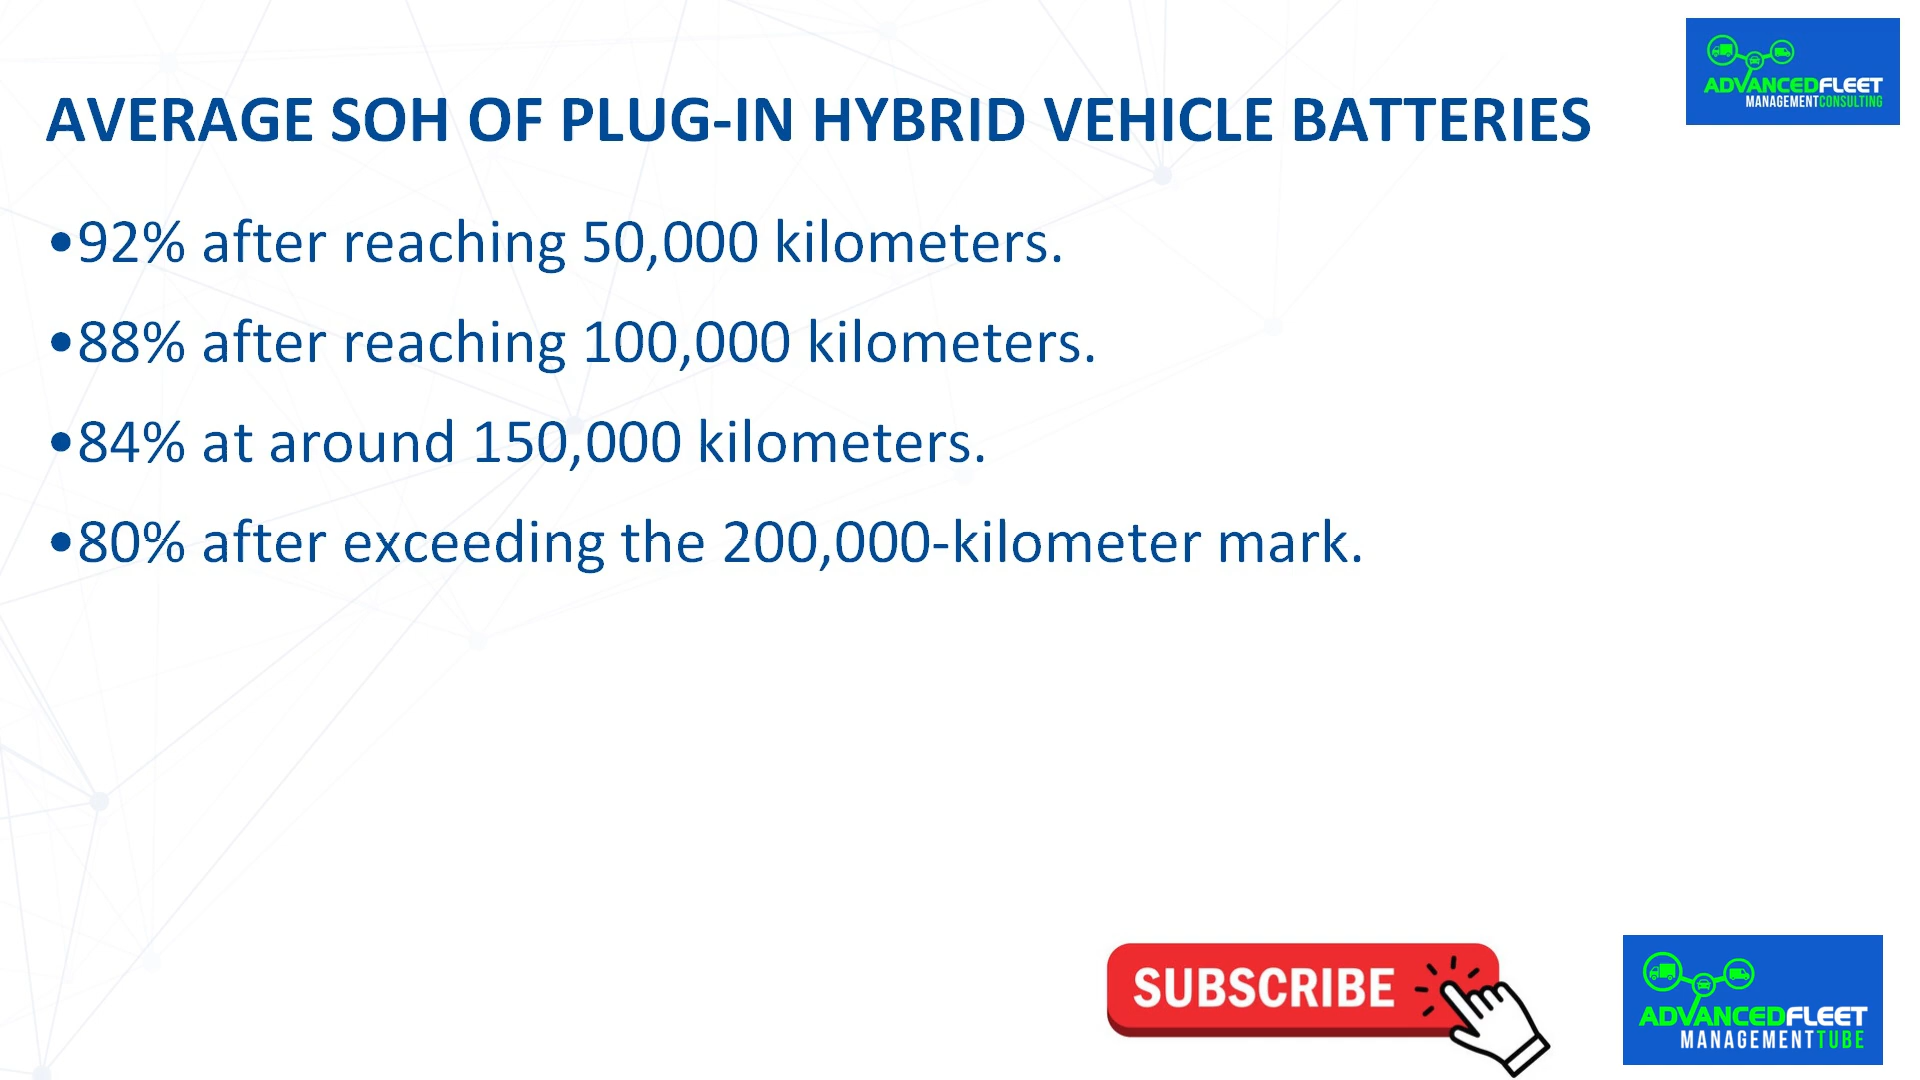 ADVANCEDFLEET
MANAGEMENTCONSULTING
AVERAGE SOH OF PLUG-IN HYBRID VEHICLE BATTERIES
•92% after reaching 50,000 kilometers.
•88% after reaching 100,000 kilometers.
•84% at around 150,000 kilometers.
•80% after exceeding the 200,000-kilometer mark.
SUBSCRIBE
ADVANCEDFLEET
MANAGEMENTTUBE